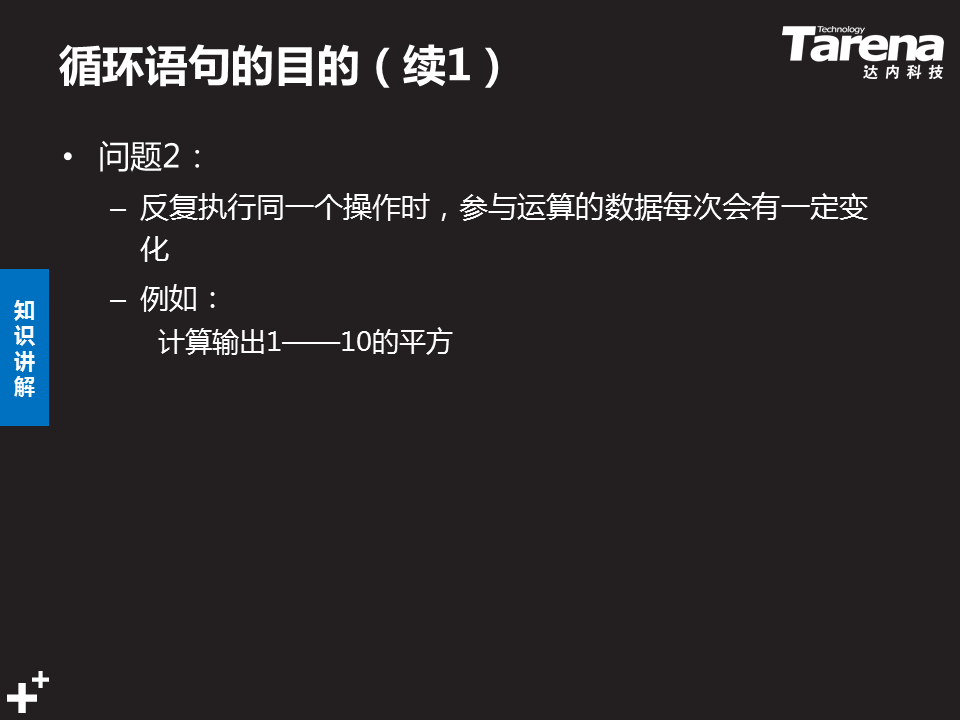 循环语句的目的（续1）
Technology
Tarena
达内科技
• 问题2：
– 反复执行同一个操作时，参与运算的数据每次会有一定变
化
– 例如：
计算输出1——10的平方
知
识
讲
解